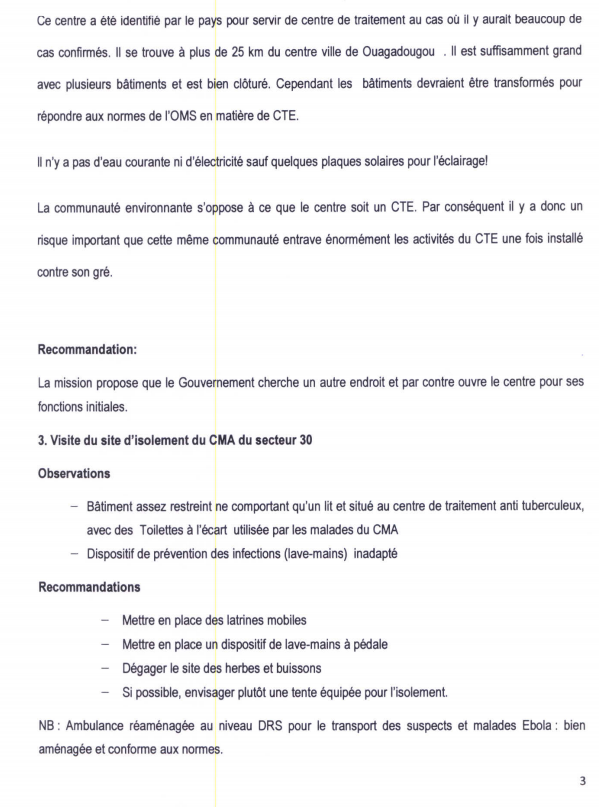 Ce centre a été identifié par le pays pour servir de centre de traitement au cas où il y aurait beaucoup de
cas confirmés. Il se trouve à plus de 25 km du centre ville de Ouagadougou . Il est suffisamment grand
avec plusieurs bâtiments et est bien clôturé. Cependant les bâtiments devraient être transformés pour
répondre aux normes de l'OMS en matière de CTE.
Il n'y a pas d'eau courante ni d'électricité sauf quelques plaques solaires pour l'éclairage!
La communauté environnante s'oppose à ce que le centre soit un CTE. Par conséquent il y a donc un
risque important que cette même communauté entrave énormément les activités du CTE une fois installé
contre son gré.
Recommandation:
La mission propose que le Gouvernement cherche un autre endroit et par contre ouvre le centre pour ses
fonctions initiales.
3. Visite du site d'isolement du CMA du secteur 30
Observations
– Bâtiment assez restreint ne comportant qu'un lit et situé au centre de traitement anti tuberculeux,
avec des Toilettes à l'écart utilisée par les malades du CMA
– Dispositif de prévention des infections (lave-mains) inadapté
Recommandations
– Mettre en place des latrines mobiles
– Mettre en place un dispositif de lave-mains à pédale
– Dégager le site des herbes et buissons
– Si possible, envisager plutôt une tente équipée pour l'isolement.
NB : Ambulance réaménagée au niveau DRS pour le transport des suspects et malades Ebola : bien
aménagée et conforme aux normes.
3